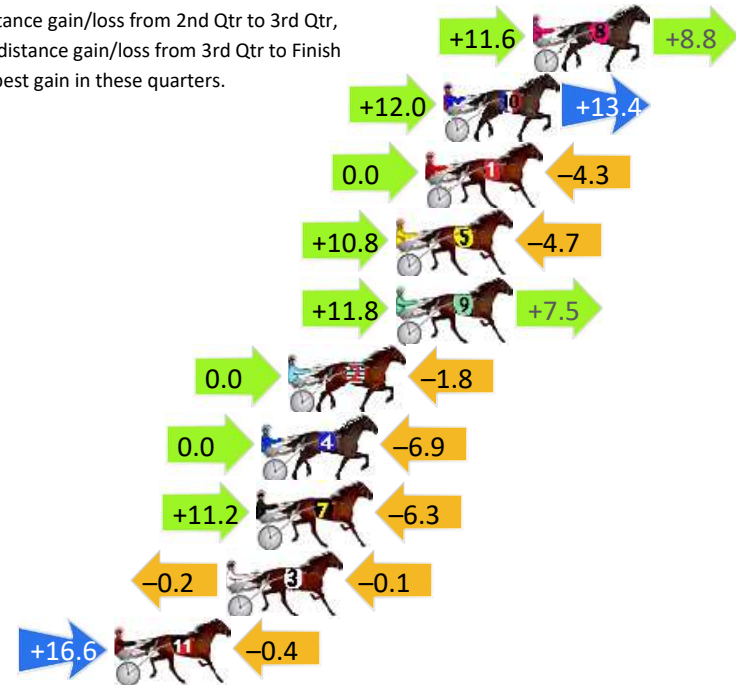 tance gain/loss from 2nd Qtr to 3rd Qtr,
distance gain/loss from 3rd Qtr to Finish
best gain in these quarters.
+11.6 8 +8.8
+12.0 10 +13.4
0.0 1 –4.3
+10.8 5 –4.7
+11.8 9 +7.5
0.0 2 –1.8
0.0 4 –6.9
+11.2 7 –6.3
–0.2 3 –0.1
+16.6 11 –0.4